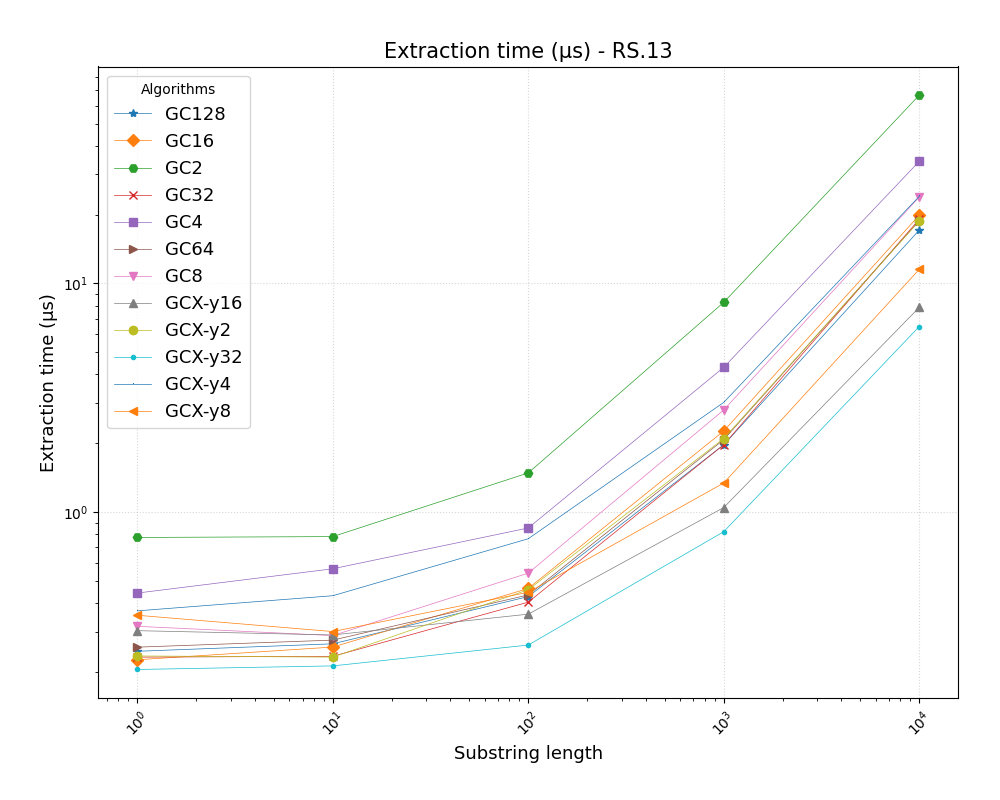 Extraction time (µs) - RS.13
Algorithms
GC128
GC16
GC2
GC32
GC4
GC64
GC8
GCX-y16
GCX-y2
GCX-y32
GCX-y4
GCX-y8
Extraction time (µs)
10¹
10⁰
10⁰ 10¹ 10² 10³ 10⁴
Substring length